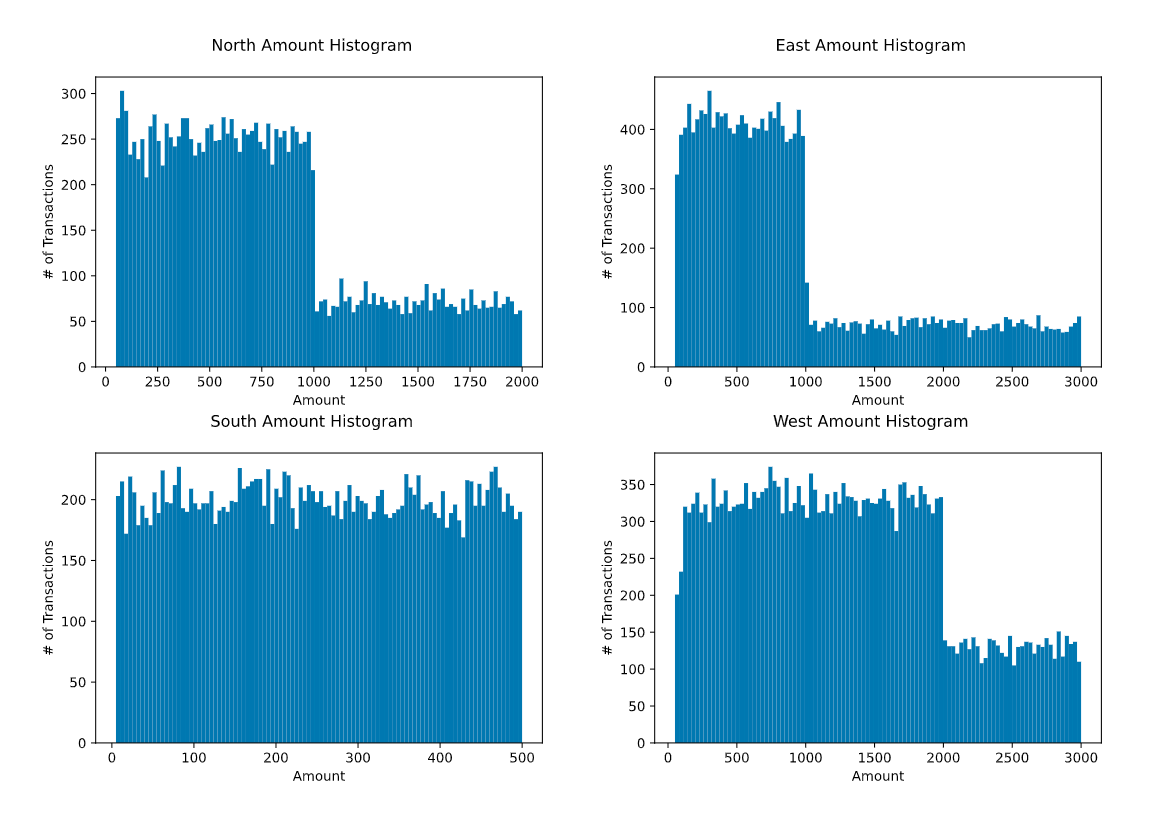 North Amount Histogram
# of Transactions
300
250
200
150
100
50
0
0 250 500 750 1000 1250 1500 1750 2000
Amount
East Amount Histogram
# of Transactions
400
300
200
100
0
0 500 1000 1500 2000 2500 3000
Amount
South Amount Histogram
# of Transactions
200
150
100
50
0
0 100 200 300 400 500
Amount
West Amount Histogram
# of Transactions
350
300
250
200
150
100
50
0
0 500 1000 1500 2000 2500 3000
Amount